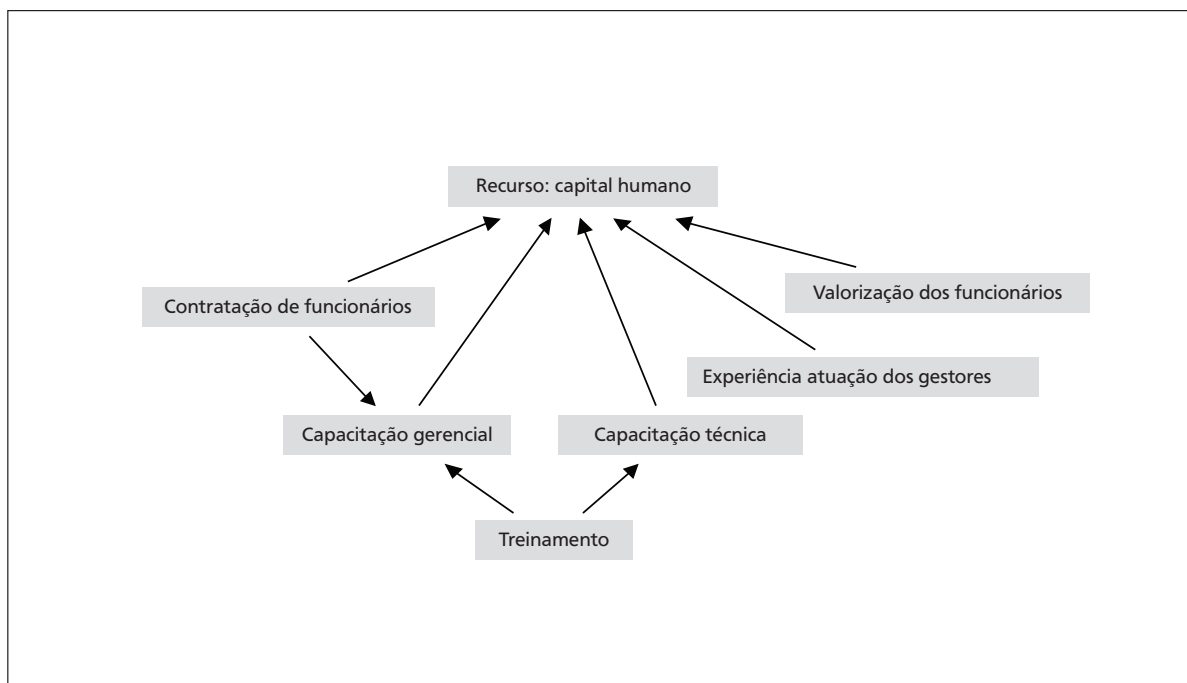 Recurso: capital humano
Valorização dos funcionários
Contratação de funcionários
Experiência atuação dos gestores
Capacitação gerencial
Capacitação técnica
Treinamento